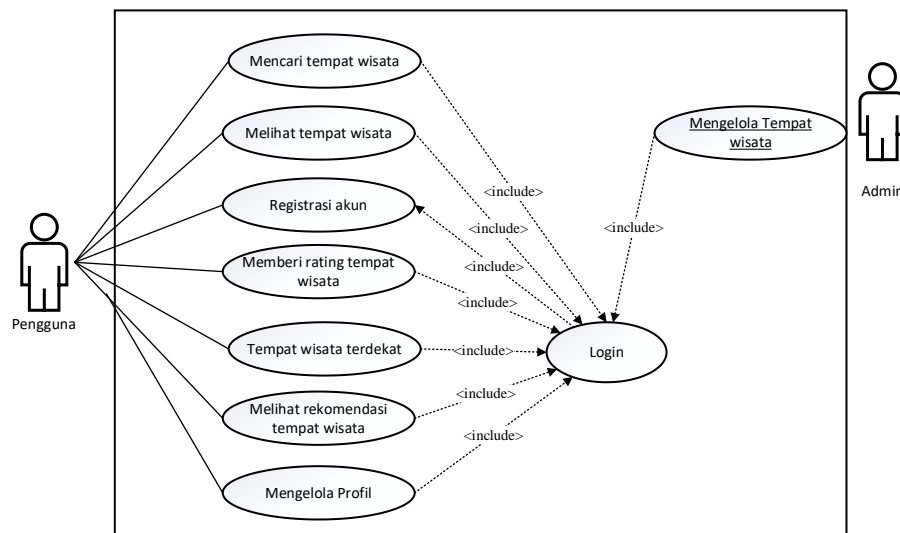 Mencari tempat wisata
Melihat tempat wisata
Mengelola Tempat
wisata
Admin
<include>
Registrasi akun
<include>
<include>
Memberi rating tempat
wisata
<include>
Pengguna
Tempat wisata terdekat
<include>
Login
Melihat rekomendasi
tempat wisata
<include>
<include>
Mengelola Profil